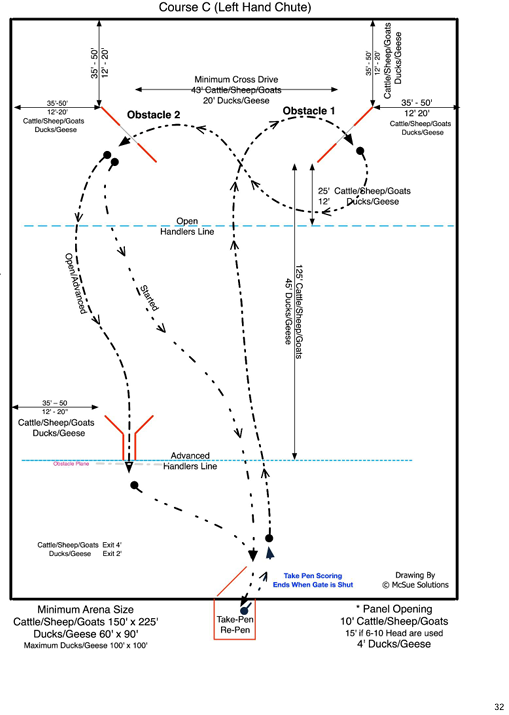 Course C (Left Hand Chute)
35' - 50'
12' - 20'
35' - 50'
12' - 20'
Cattle/Sheep/Goats
Ducks/Geese
Minimum Cross Drive
43' Cattle/Sheep/Goats
20' Ducks/Geese
35'-50'
12'-20'
Cattle/Sheep/Goats
Ducks/Geese
Obstacle 2
Obstacle 1
35' - 50'
12' 20'
Cattle/Sheep/Goats
Ducks/Geese
25' Cattle/Sheep/Goats
12' Ducks/Geese
Open
Handlers Line
Open/Advanced
Started
125' Cattle/Sheep/Goats
45' Ducks/Geese
35' – 50
12' - 20"
Cattle/Sheep/Goats
Ducks/Geese
Advanced
Handlers Line
Obstacle Plane
Cattle/Sheep/Goats Exit 4'
Ducks/Geese Exit 2'
Take Pen Scoring
Ends When Gate is Shut
Drawing By
© McSue Solutions
Take-Pen
Re-Pen
Minimum Arena Size
Cattle/Sheep/Goats 150' x 225'
Ducks/Geese 60' x 90'
Maximum Ducks/Geese 100' x 100'
* Panel Opening
10' Cattle/Sheep/Goats
15' if 6-10 Head are used
4' Ducks/Geese
32